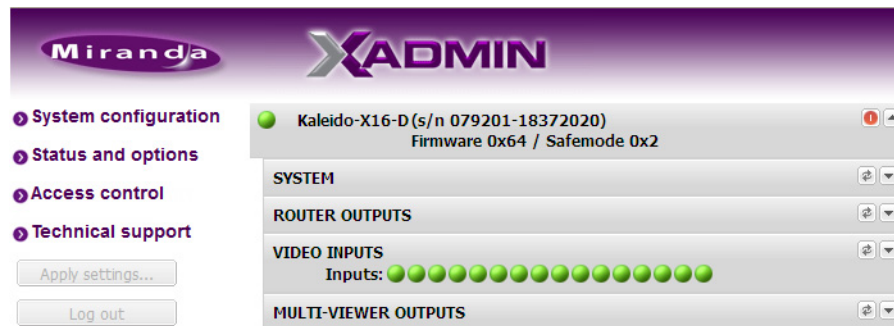 Miranda
XADMIN
System configuration
Status and options
Access control
Technical support
Apply settings...
Log out
Kaleido-X16-D (s/n 079201-18372020)
Firmware 0x64 / Safemode 0x2
SYSTEM
ROUTER OUTPUTS
VIDEO INPUTS
Inputs:
MULTI-VIEWER OUTPUTS